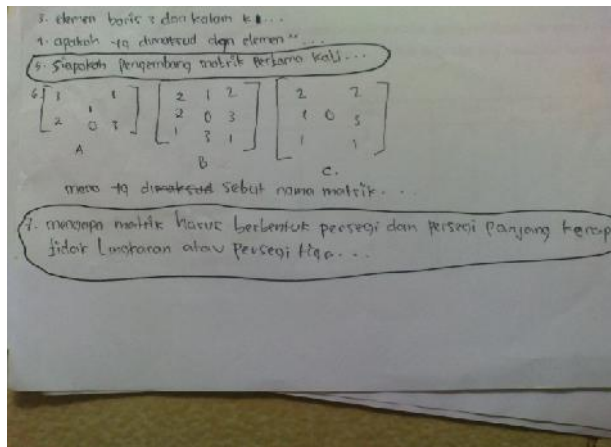 3. elemen baris 3 dan kolom k1...
4. apakah yg dimaksud dgn elemen"...
5. Siapakah pengembang matrik pertama kali...
6. 1 1 2 1 2 2 2
1 2 0 3 1 0 3
2 0 3 1 3 1 1 1
A
B
C.
mana yg dimaksud sebut nama matrik...
7. mengapa matrik harus berbentuk persegi dan persegi panjang kenapa
tidak lingkaran atau persegi tiga...